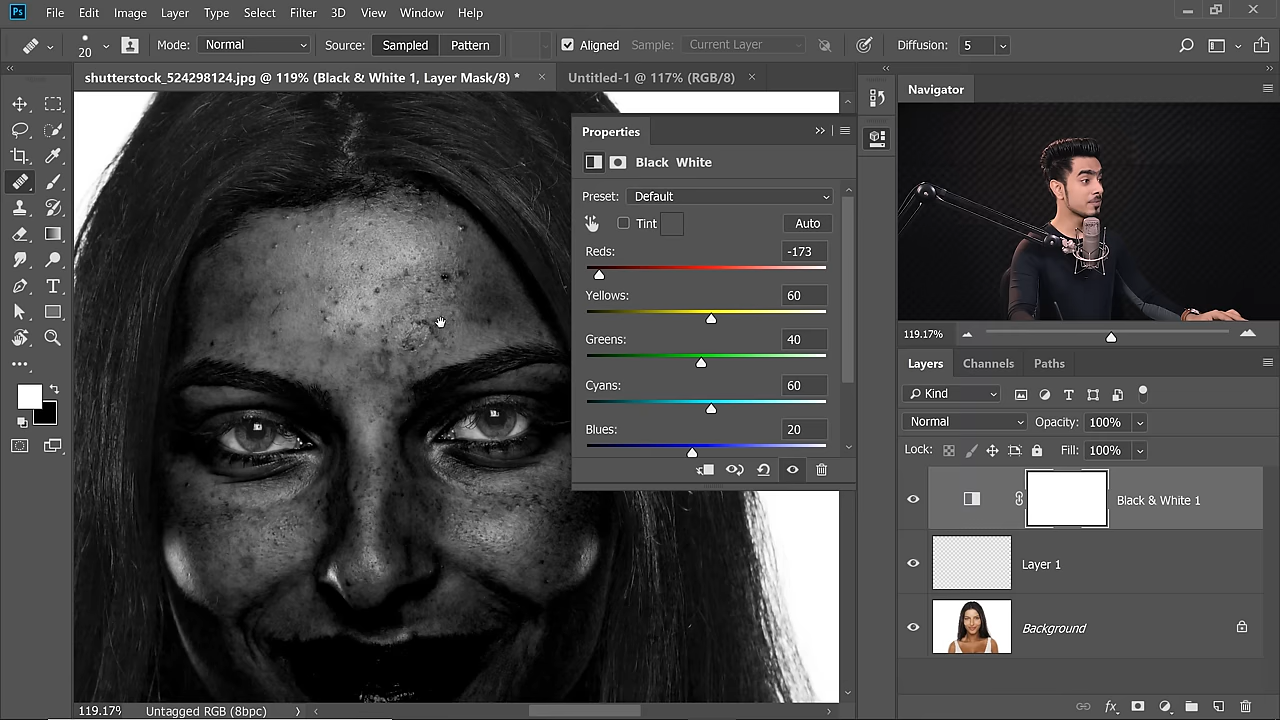 Ps File Edit Image Layer Type Select Filter 3D View Window Help
20 Mode: Normal Source: Sampled Pattern Aligned Sample: Current Layer Diffusion: 5
shutterstock_524298124.jpg @ 119% (Black & White 1, Layer Mask/8) * Untitled-1 @ 117% (RGB/8)
Navigator
Properties
Black White
Preset: Default
Tint Auto
Reds: -173
Yellows: 60
Greens: 40
Cyans: 60
Blues: 20
119.17%
Layers Channels Paths
Kind
Normal Opacity: 100%
Lock: Fill: 100%
Black & White 1
Layer 1
Background
119.17% Untagged RGB (8bpc)
fx